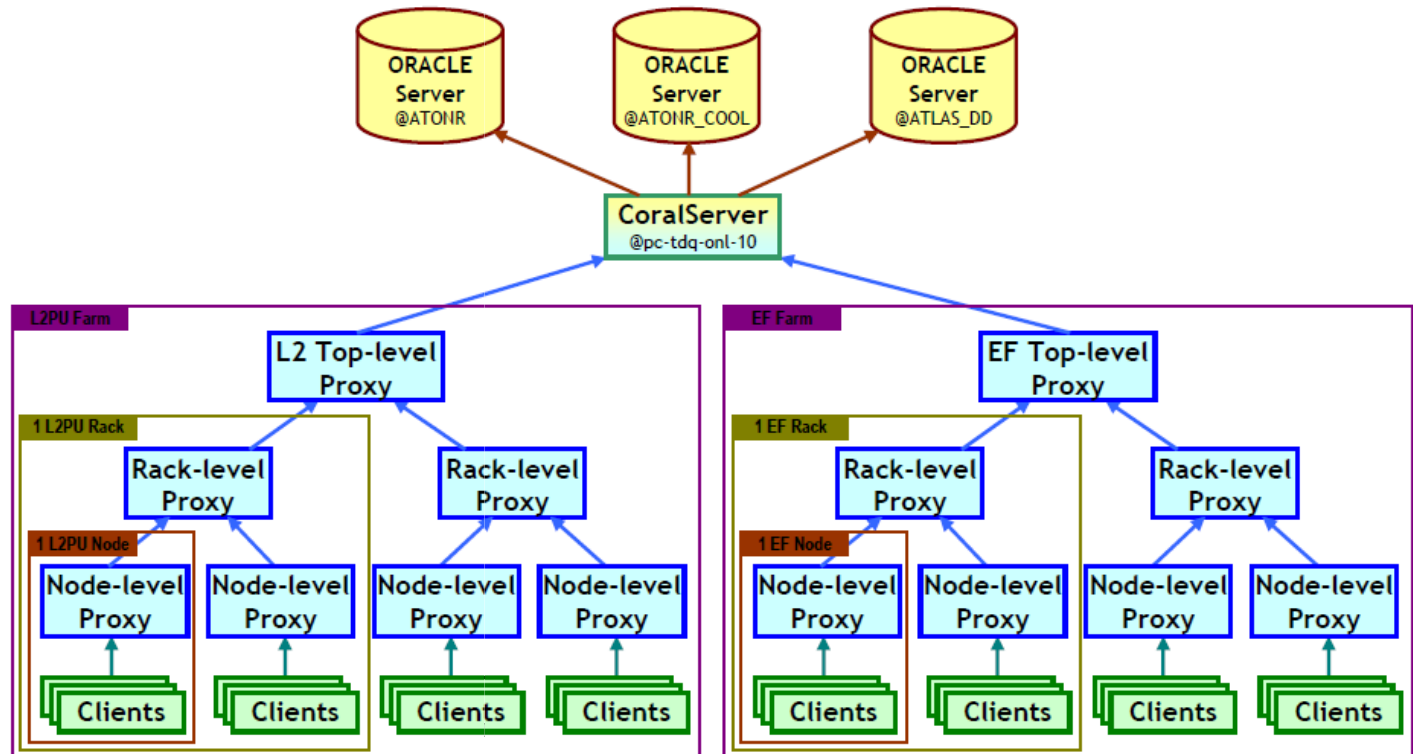 ORACLE
Server
@ATONR
ORACLE
Server
@ATONR_COOL
ORACLE
Server
@ATLAS_DD
CoralServer
@pc-tdq-onl-10
L2PU Farm
L2 Top-level
Proxy
1 L2PU Rack
Rack-level
Proxy
Rack-level
Proxy
1 L2PU Node
Node-level
Proxy
Node-level
Proxy
Node-level
Proxy
Node-level
Proxy
Clients
Clients
Clients
Clients
EF Farm
EF Top-level
Proxy
1 EF Rack
Rack-level
Proxy
Rack-level
Proxy
1 EF Node
Node-level
Proxy
Node-level
Proxy
Node-level
Proxy
Node-level
Proxy
Clients
Clients
Clients
Clients